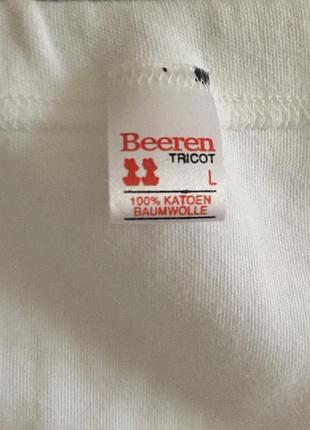 Beeren
TRICOT
L
100% KATOEN
BAUMWOLLE